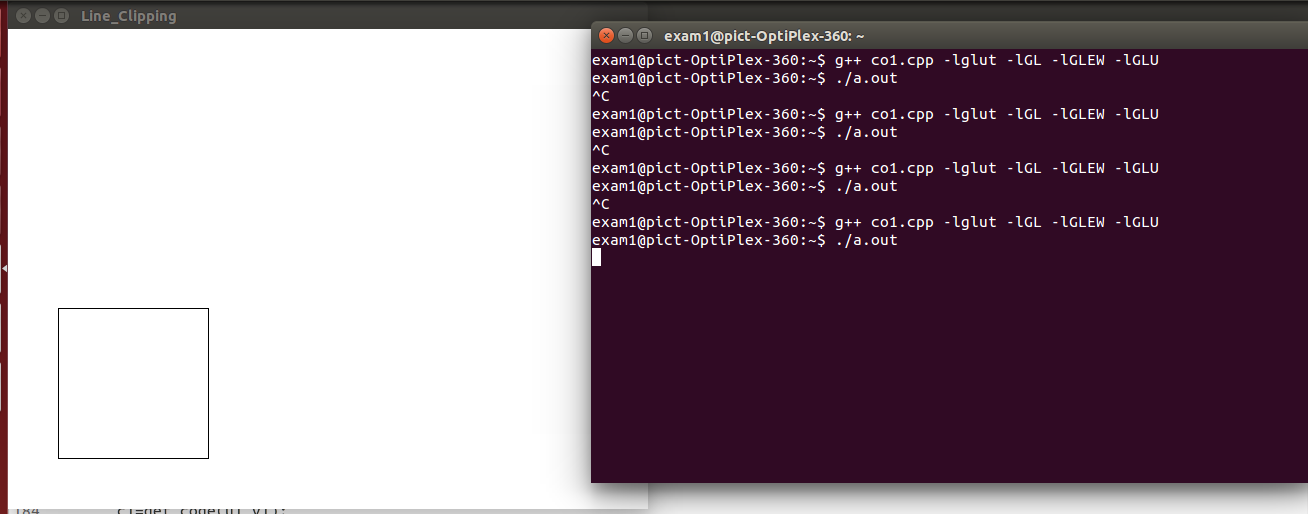 Line_Clipping
exam1@pict-OptiPlex-360: ~
exam1@pict-OptiPlex-360:~$ g++ co1.cpp -lglut -lGL -lGLEW -lGLU
exam1@pict-OptiPlex-360:~$ ./a.out
^C
exam1@pict-OptiPlex-360:~$ g++ co1.cpp -lglut -lGL -lGLEW -lGLU
exam1@pict-OptiPlex-360:~$ ./a.out
^C
exam1@pict-OptiPlex-360:~$ g++ co1.cpp -lglut -lGL -lGLEW -lGLU
exam1@pict-OptiPlex-360:~$ ./a.out
^C
exam1@pict-OptiPlex-360:~$ g++ co1.cpp -lglut -lGL -lGLEW -lGLU
exam1@pict-OptiPlex-360:~$ ./a.out
184